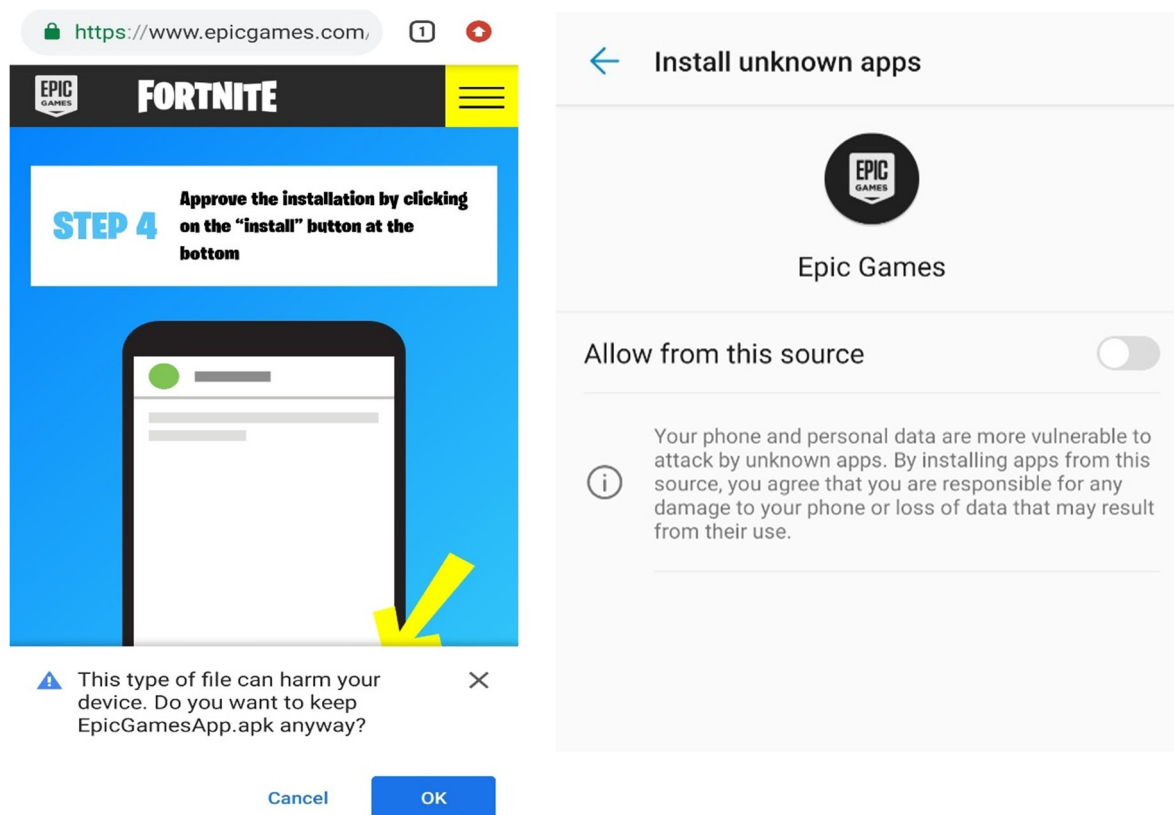 https://www.epicgames.com/
1
EPIC
GAMES
FORTNITE
STEP 4
Approve the installation by clicking
on the “install” button at the
bottom
This type of file can harm your
device. Do you want to keep
EpicGamesApp.apk anyway?
Cancel
OK
Install unknown apps
EPIC
GAMES
Epic Games
Allow from this source
Your phone and personal data are more vulnerable to
attack by unknown apps. By installing apps from this
source, you agree that you are responsible for any
damage to your phone or loss of data that may result
from their use.